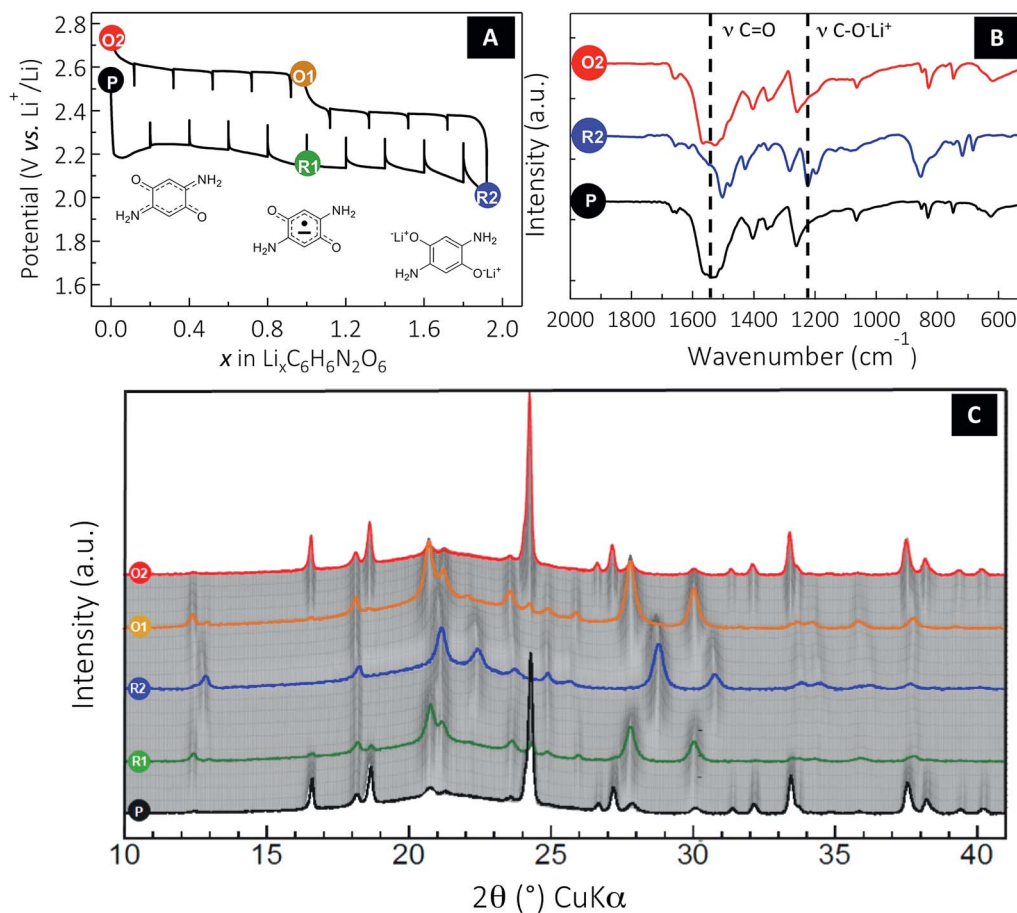 A
Potential (V vs. Li⁺/Li)
2.8
2.6
2.4
2.2
2.0
1.8
1.6
O2
P
O1
R1
R2
O
NH₂
H₂N
O
O
NH₂
H₂N
O
⁻Li⁺
O
NH₂
H₂N
O⁻Li⁺
0.0 0.4 0.8 1.2 1.6 2.0
x in LiₓC₆H₆N₂O₆
B
ν C=O
ν C-O⁻Li⁺
Intensity (a.u.)
O2
R2
P
2000 1800 1600 1400 1200 1000 800 600
Wavenumber (cm⁻¹)
C
Intensity (a.u.)
O2
O1
R2
R1
P
10 15 20 25 30 35 40
2θ (°) CuKα